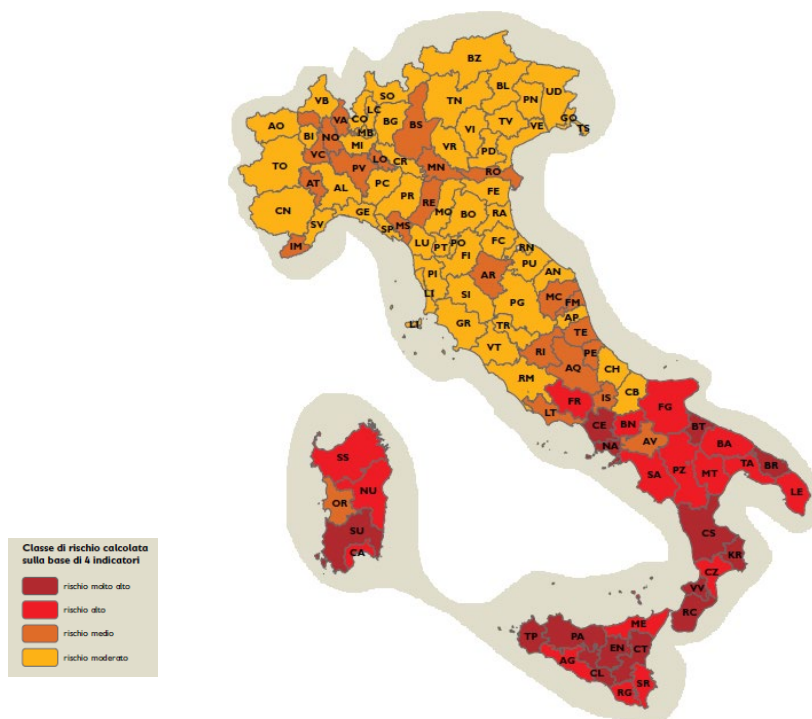 BZ
SO
VB
BL
UD
PN
TN
LC
CO
VA
BG
BS
AO
MB
TV
GO
TS
BI
NO
MI
VI
VE
VR
PD
VC
LO
CR
TO
PV
MN
RO
AT
AL
PC
PR
RE
FE
CN
GE
MO
BO
RA
SV
SP
MS
IM
LU
PT
PO
FC
RN
FI
PU
PI
AR
AN
LI
SI
MC
FM
PG
AP
LI
GR
TR
TE
VT
RI
PE
AQ
CH
RM
CB
FR
IS
FG
LT
CE
BN
BT
NA
AV
BA
SS
SA
PZ
MT
TA
BR
NU
LE
OR
SU
CS
CA
KR
CZ
VV
RC
ME
TP
PA
EN
CT
AG
CL
SR
RG
Classe di rischio calcolata
sulla base di 4 indicatori
rischio molto alto
rischio alto
rischio medio
rischio moderato